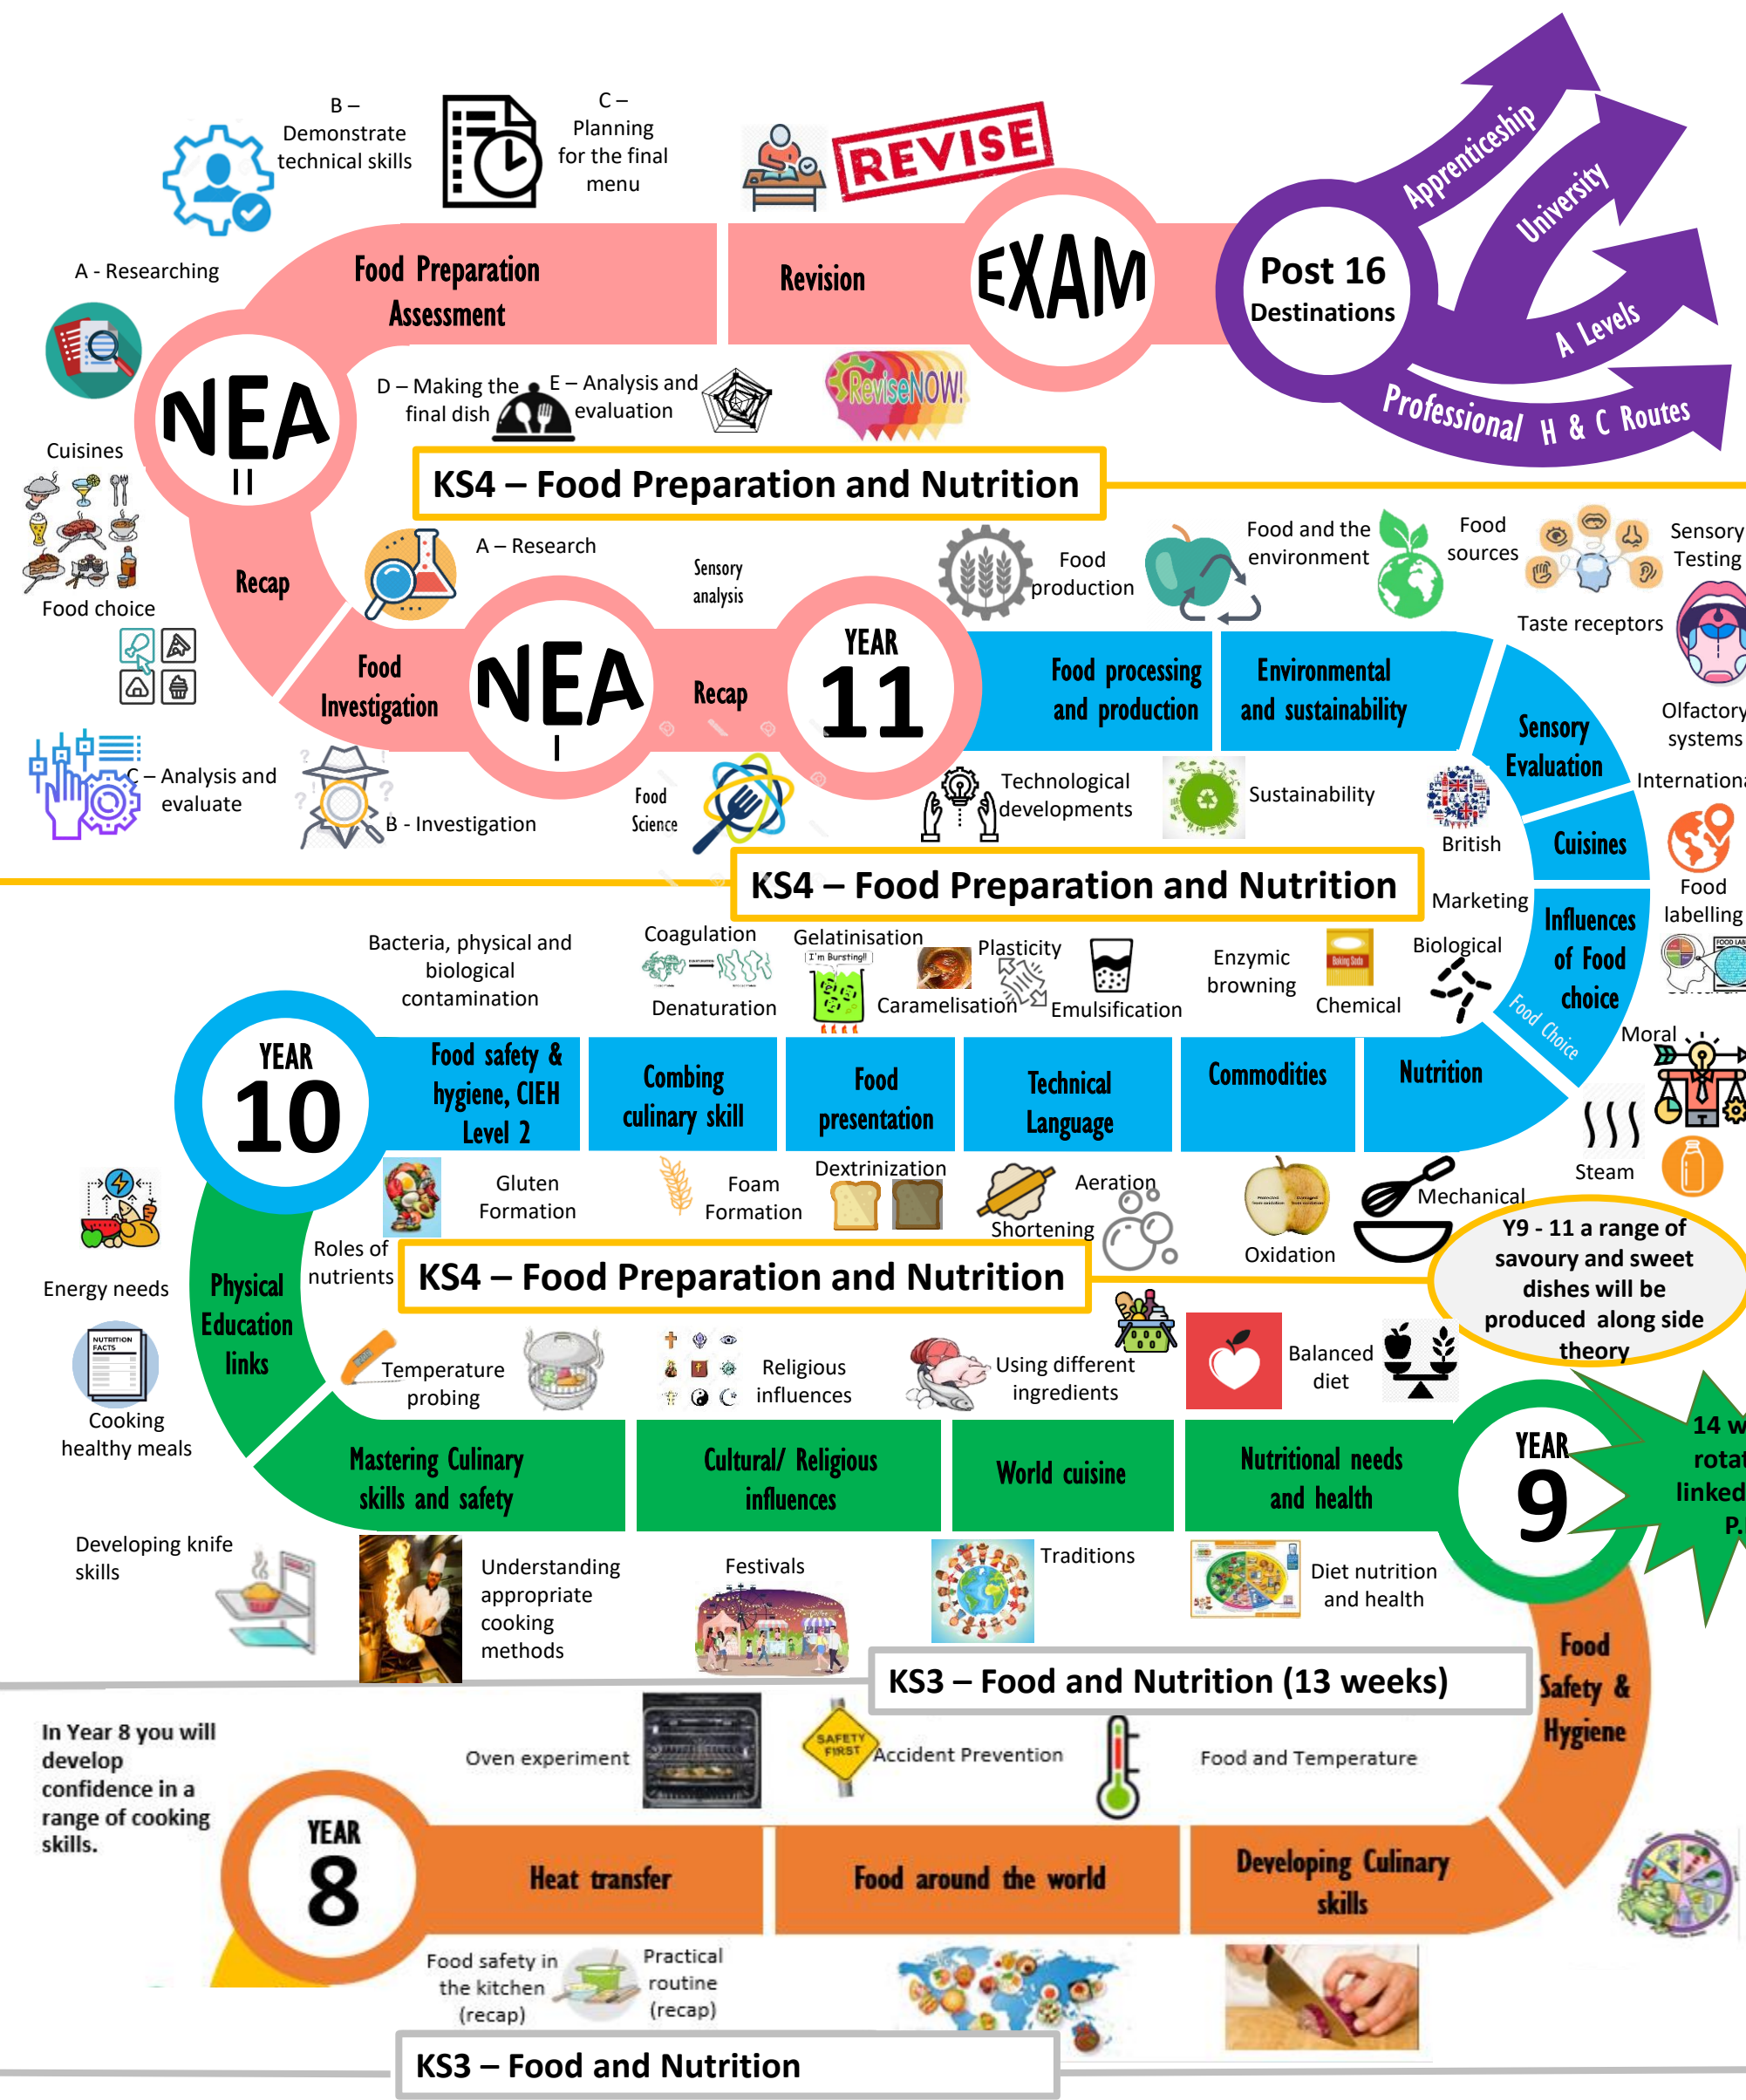 B –
Demonstrate
technical skills
C –
Planning
for the final
menu
REVISE
Apprenticeship
University
A Levels
Professional H & C Routes
Post 16
Destinations
A - Researching
Food Preparation
Assessment
Revision
EXAM
NEA
II
D – Making the
final dish
E – Analysis and
evaluation
ReviseNOW!
Cuisines
KS4 – Food Preparation and Nutrition
Food choice
Recap
A – Research
Sensory
analysis
Food
production
Food and the
environment
Food
sources
Sensory
Testing
Taste receptors
Food
Investigation
NEA
I
Recap
YEAR
11
Food processing
and production
Environmental
and sustainability
Sensory
Evaluation
Olfactory
systems
C – Analysis and
evaluate
B - Investigation
Food
Science
Technological
developments
Sustainability
British
Internationa
Cuisines
KS4 – Food Preparation and Nutrition
Marketing
Food
labelling
Influences
of Food
choice
Food Choice
Bacteria, physical and
biological
contamination
Coagulation
Denaturation
Gelatinisation
I'm Bursting!!
Caramelisation
Plasticity
Emulsification
Enzymic
browning
Baking Soda
Chemical
Biological
Moral
YEAR
10
Food safety &
hygiene, CIEH
Level 2
Combing
culinary skill
Food
presentation
Technical
Language
Commodities
Nutrition
Steam
Gluten
Formation
Foam
Formation
Dextrinization
Shortening
Aeration
Oxidation
Mechanical
Roles of
nutrients
Energy needs
Physical
Education
links
KS4 – Food Preparation and Nutrition
Y9 - 11 a range of
savoury and sweet
dishes will be
produced along side
theory
NUTRITION
FACTS
Cooking
healthy meals
Temperature
probing
Religious
influences
Using different
ingredients
Balanced
diet
Mastering Culinary
skills and safety
Cultural/ Religious
influences
World cuisine
Nutritional needs
and health
YEAR
9
14 w
rotat
linked
P.
Developing knife
skills
Understanding
appropriate
cooking
methods
Festivals
Traditions
Diet nutrition
and health
KS3 – Food and Nutrition (13 weeks)
Food
Safety &
Hygiene
In Year 8 you will
develop
confidence in a
range of cooking
skills.
Oven experiment
SAFETY
FIRST
Accident Prevention
Food and Temperature
YEAR
8
Heat transfer
Food around the world
Developing Culinary
skills
Food safety in
the kitchen
(recap)
Practical
routine
(recap)
KS3 – Food and Nutrition